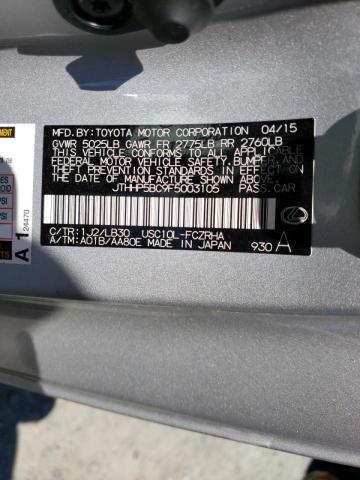 MFD.BY:TOYOTA MOTOR CORPORATION 04/15
GVWR 5025LB GAWR FR 2775LB RR 2760LB
THIS VEHICLE CONFORMS TO ALL APPLICABLE
FEDERAL MOTOR VEHICLE SAFETY, BUMPER, AND
THEFT PREVENTION STANDARDS IN EFFECT ON
THE DATE OF MANUFACTURE SHOWN ABOVE.
JTHHP5BC9F5003105 PASS.CAR
C/TR:1J2/LB30 USC10L-FCZRHA
A/TM:A01B/AA80E MADE IN JAPAN 930 A
A 1
24470